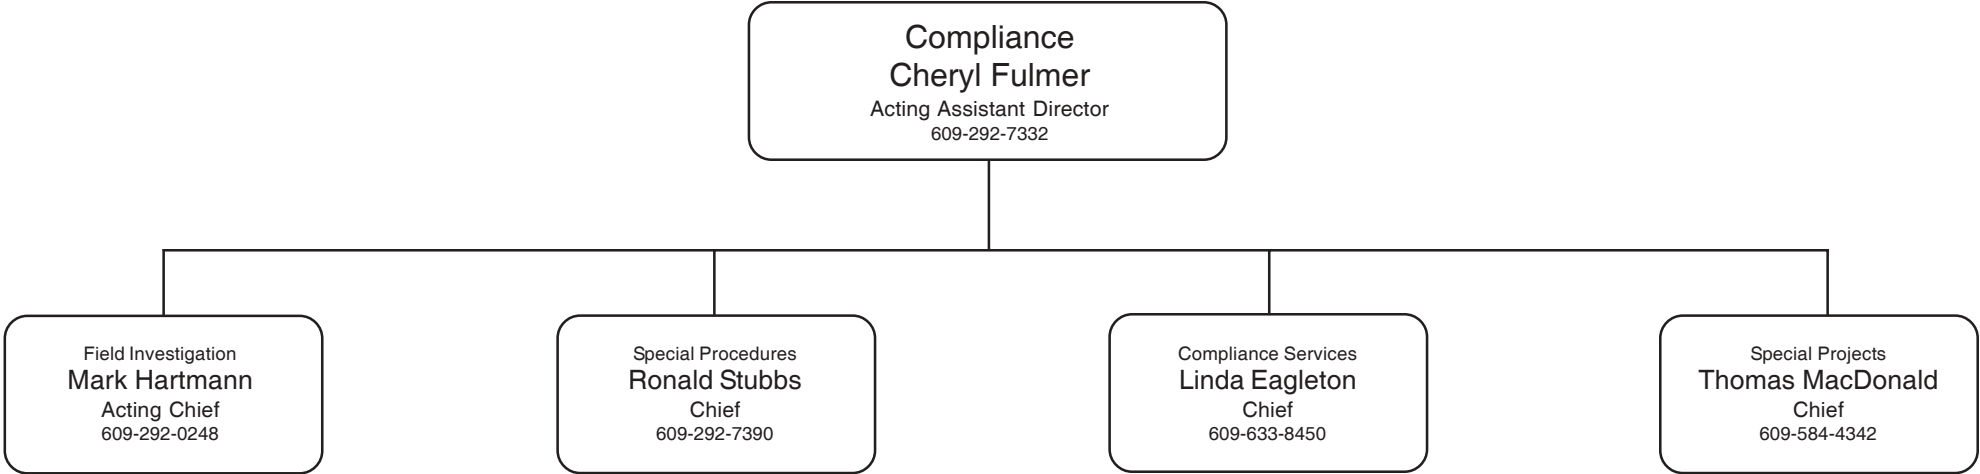 Compliance
Cheryl Fulmer
Acting Assistant Director
609-292-7332
Field Investigation
Mark Hartmann
Acting Chief
609-292-0248
Special Procedures
Ronald Stubbs
Chief
609-292-7390
Compliance Services
Linda Eagleton
Chief
609-633-8450
Special Projects
Thomas MacDonald
Chief
609-584-4342